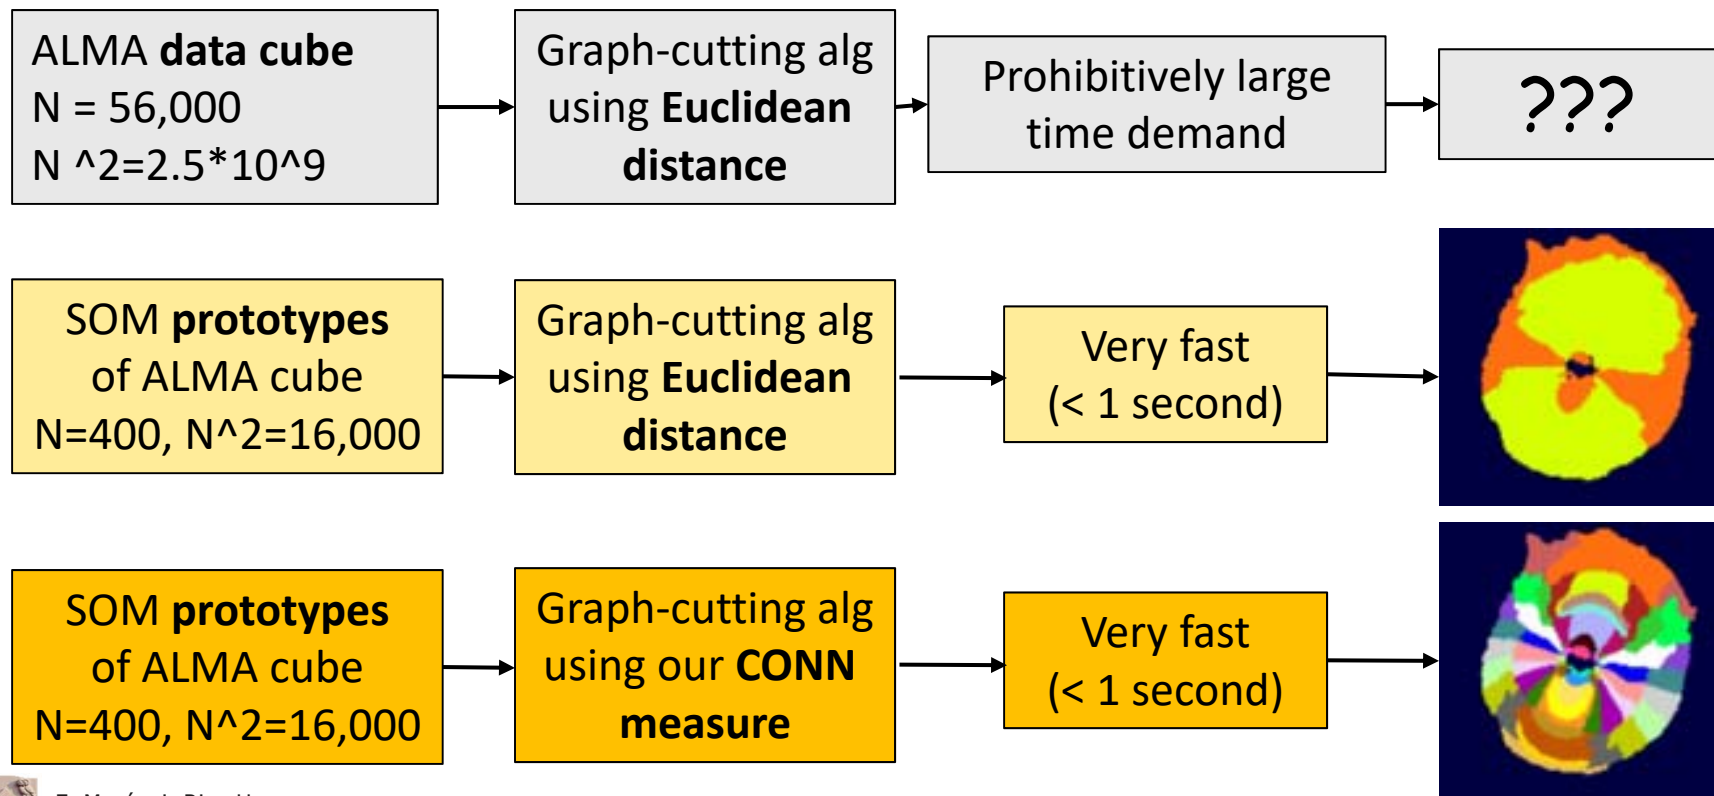 ALMA data cube
N = 56,000
N ^2=2.5*10^9
Graph-cutting alg
using Euclidean
distance
Prohibitively large
time demand
???
SOM prototypes
of ALMA cube
N=400, N^2=16,000
Graph-cutting alg
using Euclidean
distance
Very fast
(< 1 second)
SOM prototypes
of ALMA cube
N=400, N^2=16,000
Graph-cutting alg
using our CONN
measure
Very fast
(< 1 second)